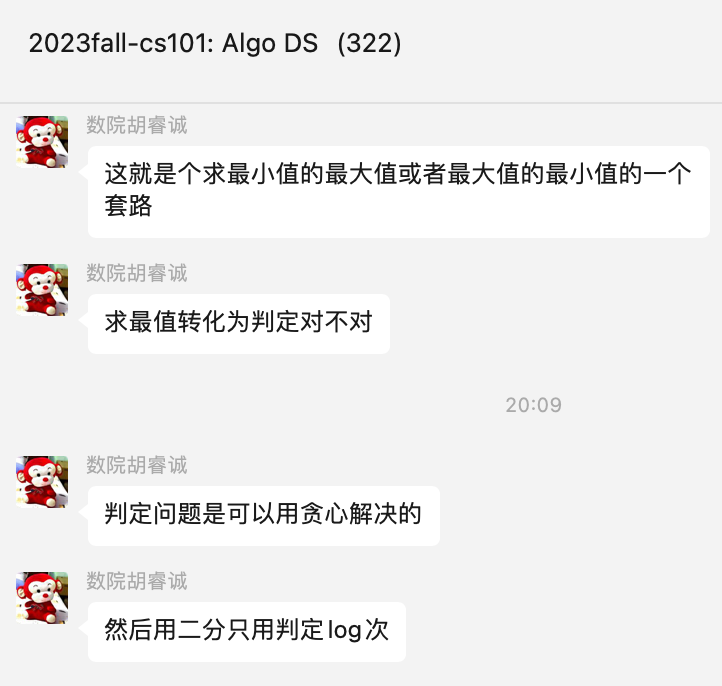 2023fall-cs101: Algo DS (322)
数院胡睿诚
这就是个求最小值的最大值或者最大值的最小值的一个
套路
数院胡睿诚
求最值转化为判定对不对
20:09
数院胡睿诚
判定问题是可以用贪心解决的
数院胡睿诚
然后用二分只用判定log次